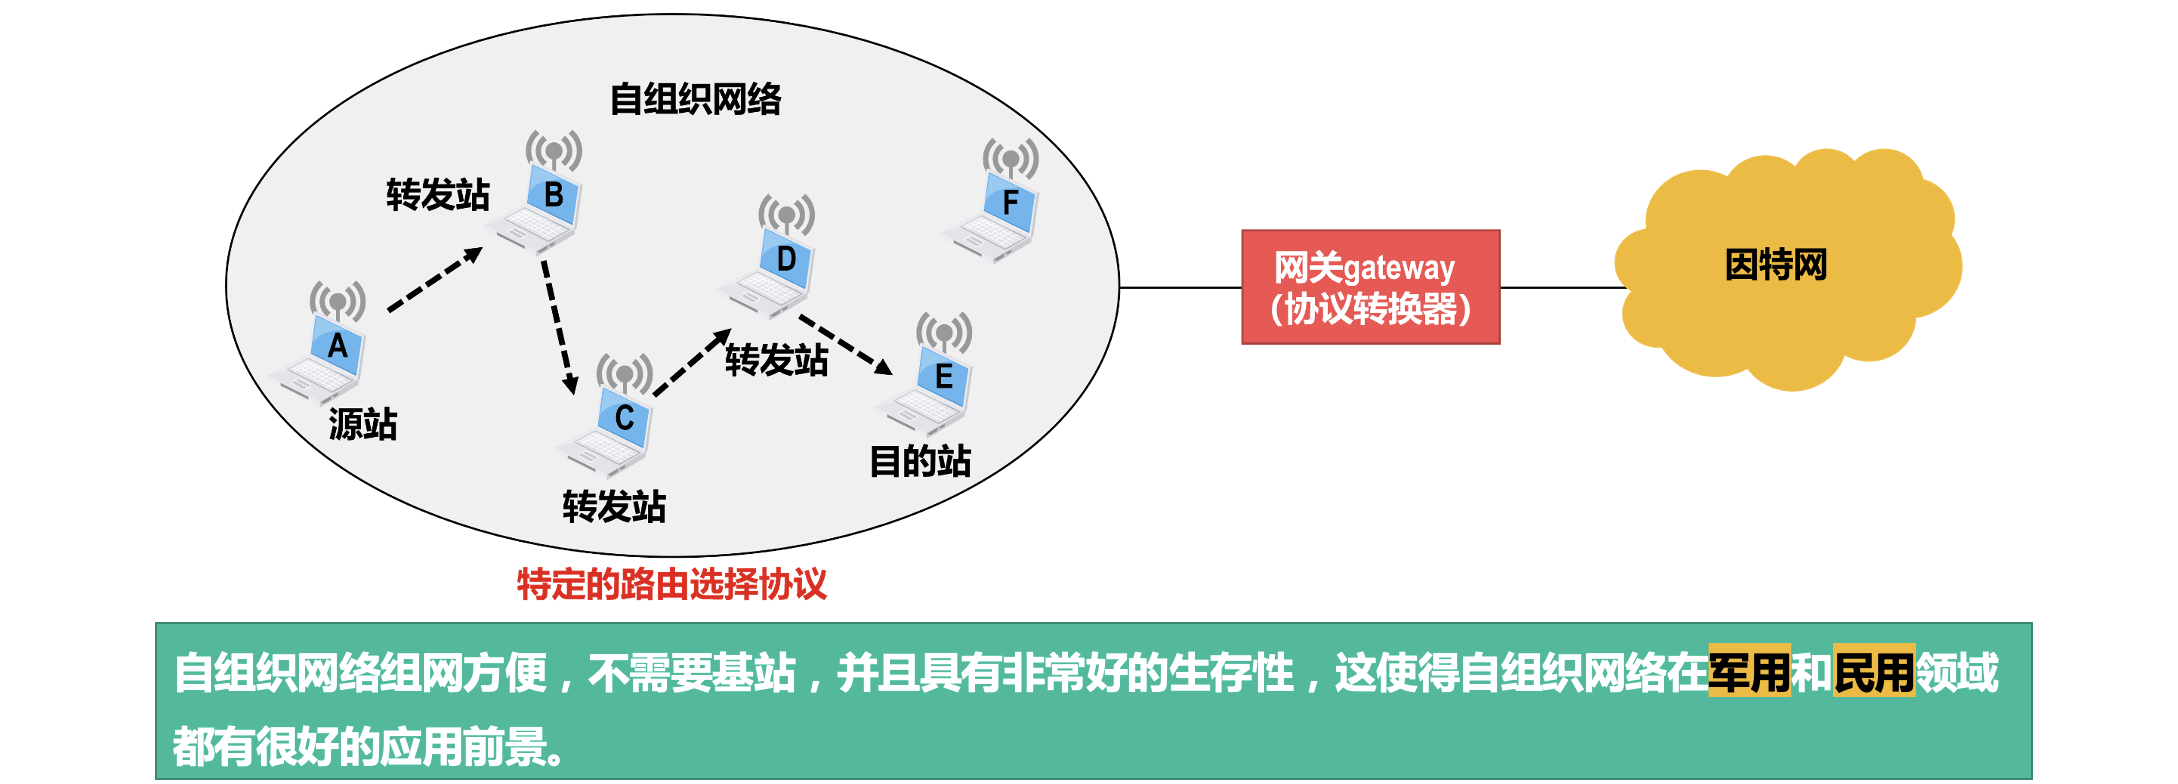 自组织网络
转发站
B
F
D
A
源站
C
转发站
转发站
E
目的站
网关gateway
（协议转换器）
因特网
特定的路由选择协议
自组织网络组网方便，不需要基站，并且具有非常好的生存性，这使得自组织网络在军用和民用领域
都有很好的应用前景。